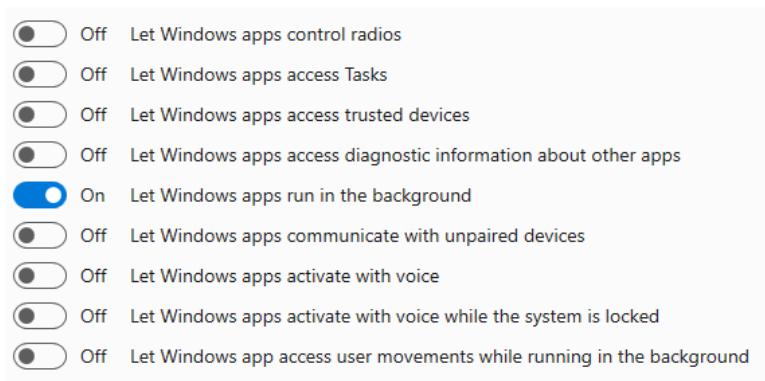 Off Let Windows apps control radios
Off Let Windows apps access Tasks
Off Let Windows apps access trusted devices
Off Let Windows apps access diagnostic information about other apps
On Let Windows apps run in the background
Off Let Windows apps communicate with unpaired devices
Off Let Windows apps activate with voice
Off Let Windows apps activate with voice while the system is locked
Off Let Windows app access user movements while running in the background